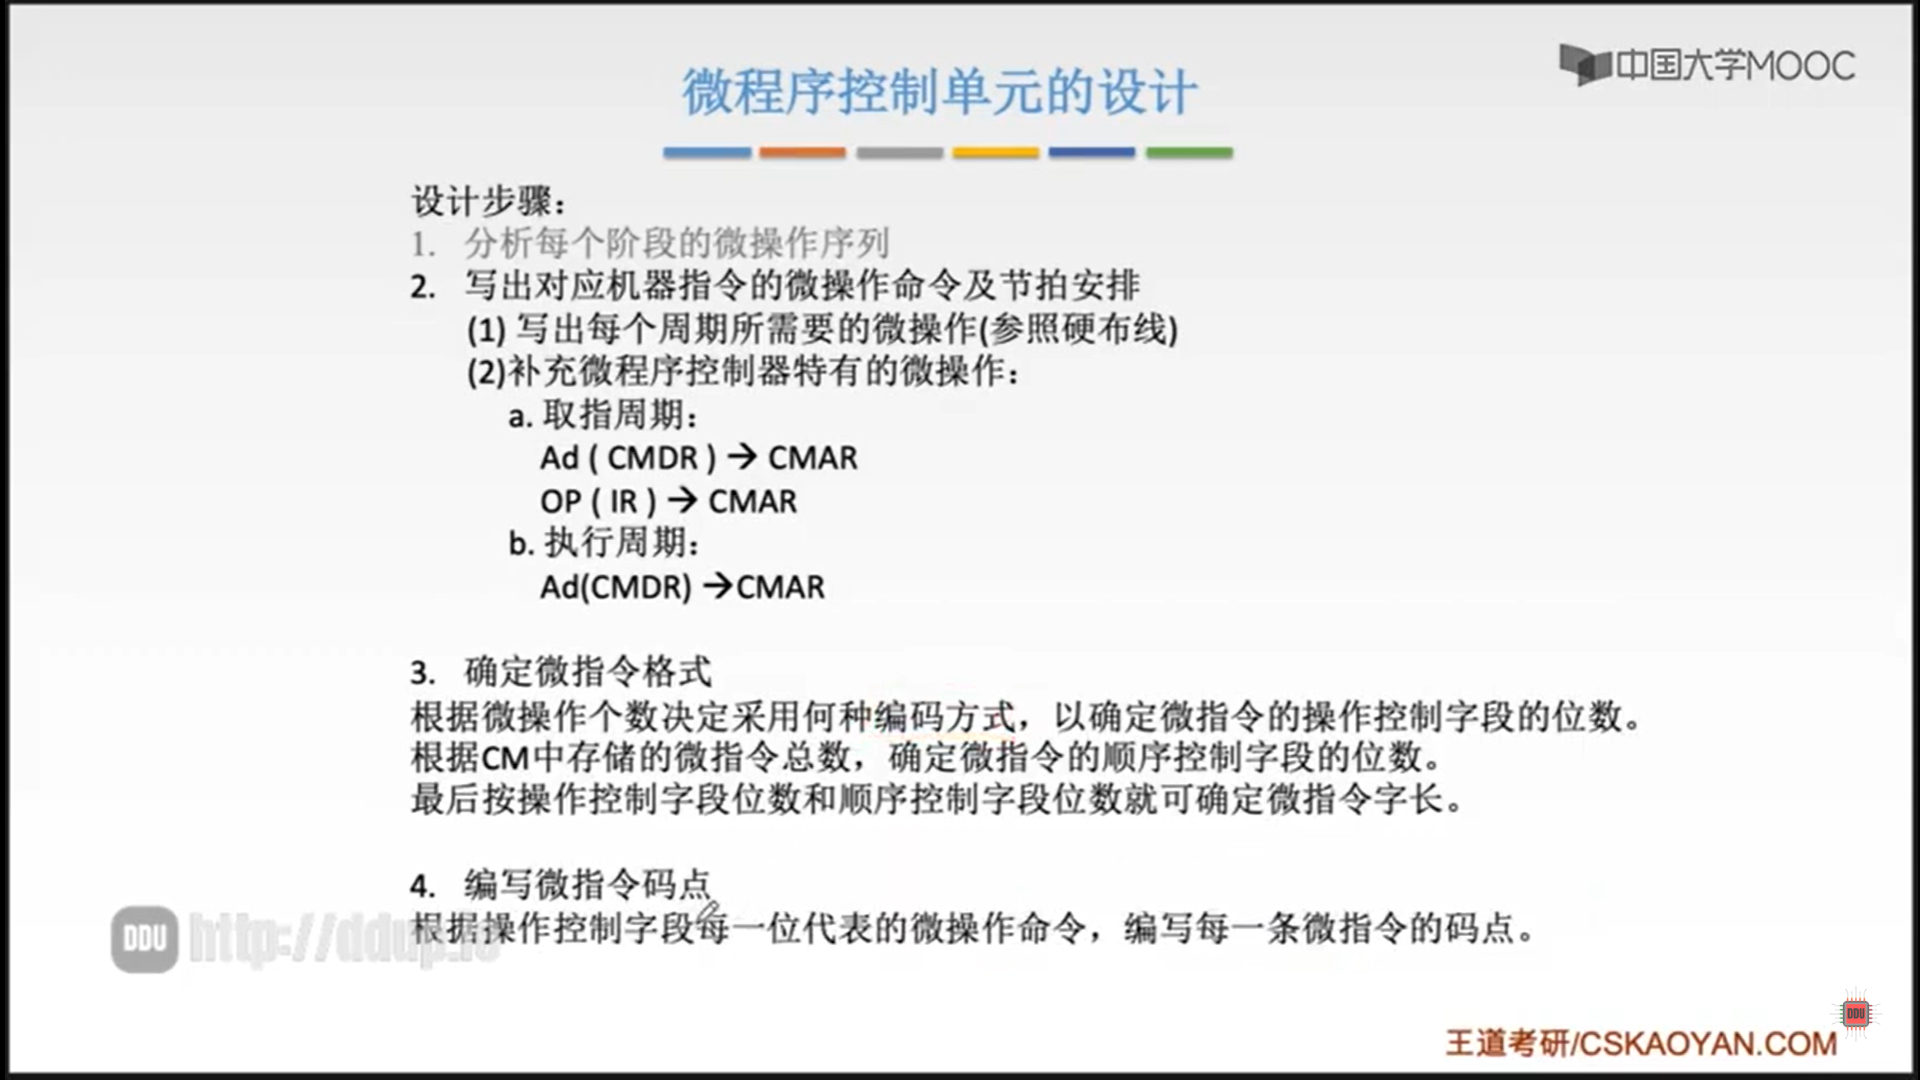 中国大学MOOC
微程序控制单元的设计
设计步骤：
1. 分析每个阶段的微操作序列
2. 写出对应机器指令的微操作命令及节拍安排
(1) 写出每个周期所需要的微操作(参照硬布线)
(2)补充微程序控制器特有的微操作：
a. 取指周期：
Ad ( CMDR ) → CMAR
OP ( IR ) → CMAR
b. 执行周期：
Ad(CMDR) →CMAR
3. 确定微指令格式
根据微操作个数决定采用何种编码方式，以确定微指令的操作控制字段的位数。
根据CM中存储的微指令总数，确定微指令的顺序控制字段的位数。
最后按操作控制字段位数和顺序控制字段位数就可确定微指令字长。
4. 编写微指令码点
根据操作控制字段每一位代表的微操作命令，编写每一条微指令的码点。
DDU
DDU
王道考研/CSKAOYAN.COM